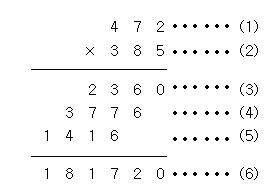 4 7 2 •••••• (1)
× 3 8 5 •••••• (2)
2 3 6 0 •••••• (3)
3 7 7 6 •••••• (4)
1 4 1 6 •••••• (5)
1 8 1 7 2 0 •••••• (6)